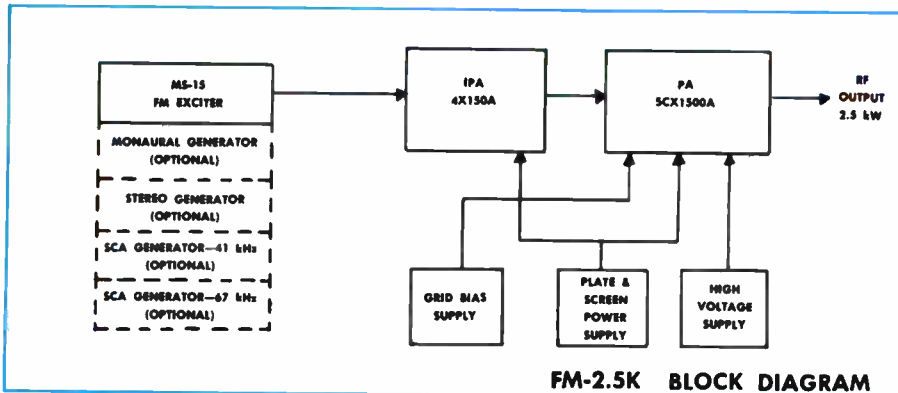 MS-15
FM EXCITER
MONAURAL GENERATOR
(OPTIONAL)
STEREO GENERATOR
(OPTIONAL)
SCA GENERATOR—41 kHz
(OPTIONAL)
SCA GENERATOR—67 kHz
(OPTIONAL)
IPA
4X150A
PA
5CX1500A
RF
OUTPUT
2.5 kW
GRID BIAS
SUPPLY
PLATE &
SCREEN
POWER
SUPPLY
HIGH
VOLTAGE
SUPPLY
FM-2.5K BLOCK DIAGRAM